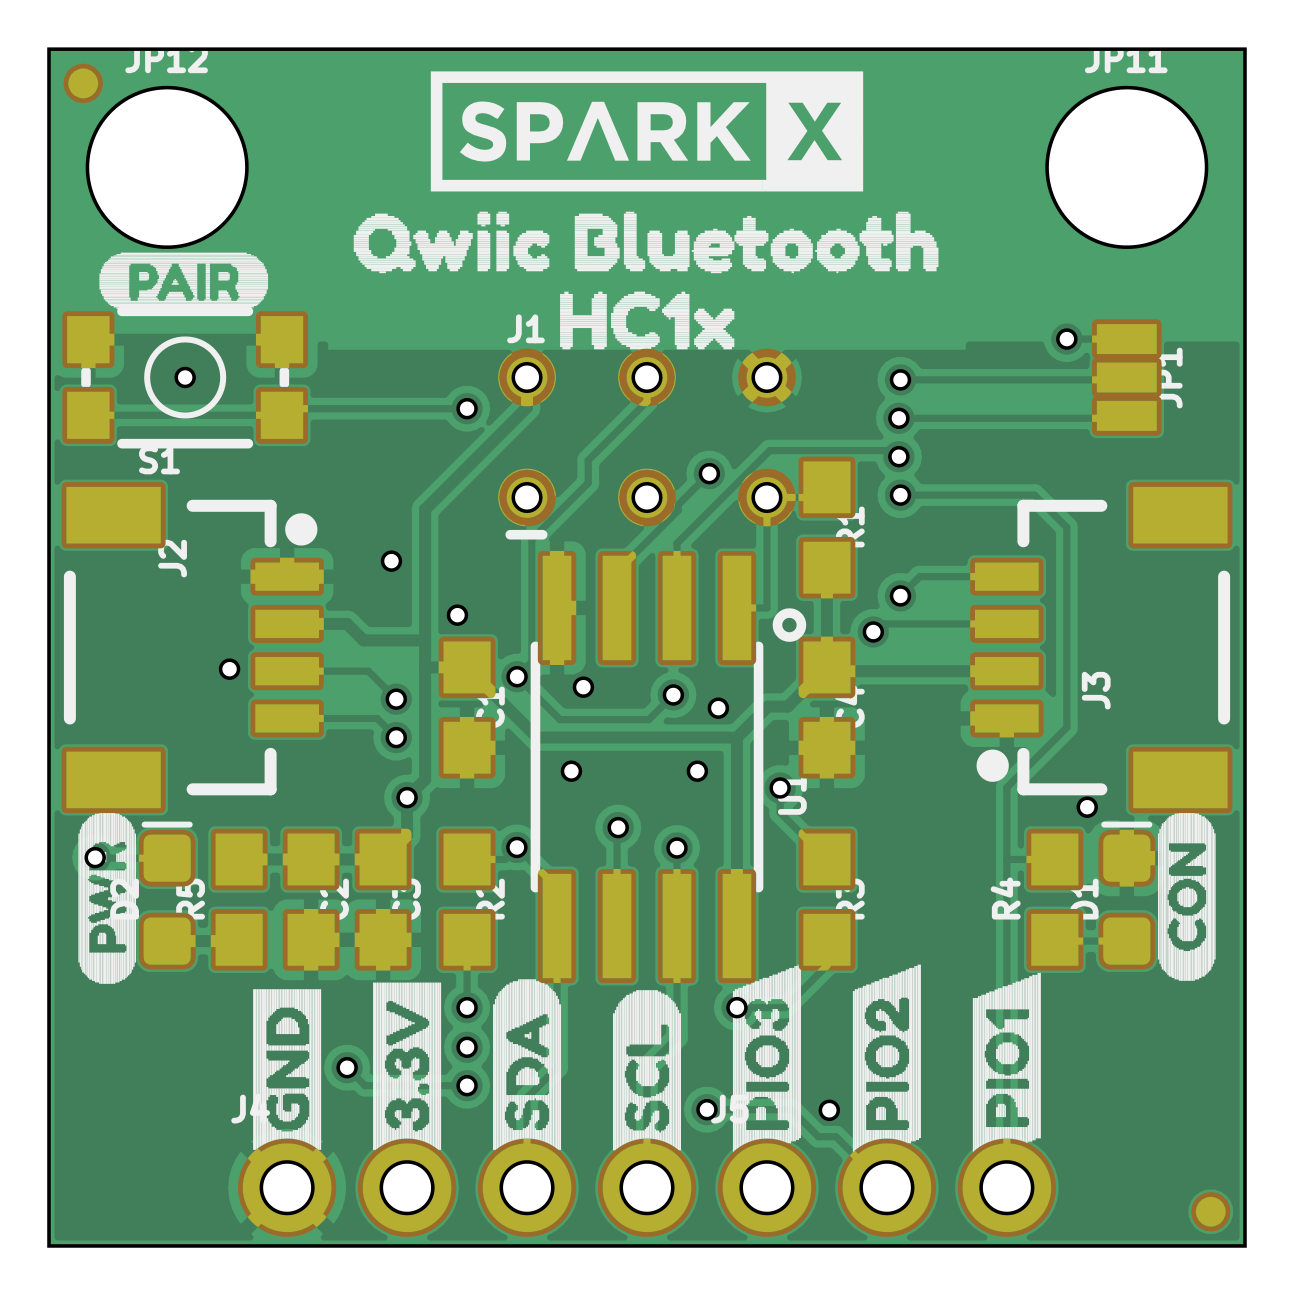 JP12
JP11
SPARK X
Qwiic Bluetooth
HC1x
PAIR
J1
JP1
S1
R1
J2
J3
C1
C4
U1
PWR
D2
R5
C2
C3
R2
R3
R4
D1
CON
GND
3.3V
SDA
SCL
PIO3
PIO2
PIO1
J4
J5